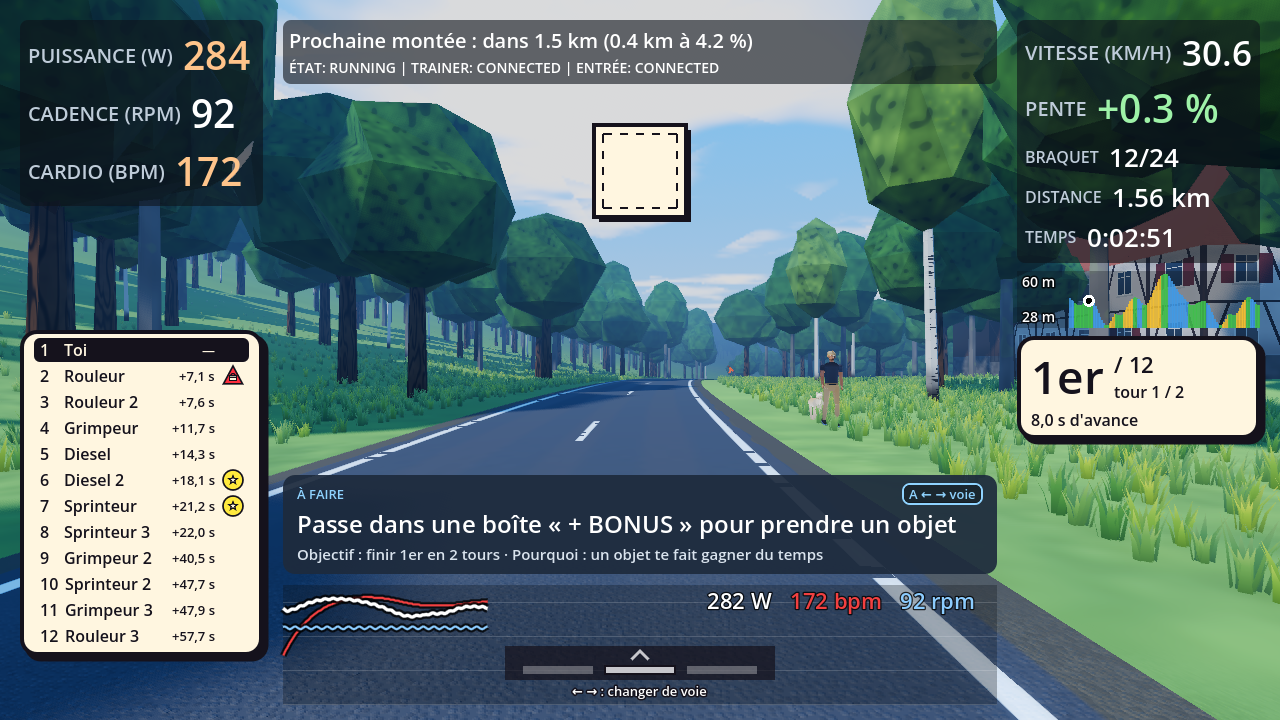 PUISSANCE (W) 284
CADENCE (RPM) 92
CARDIO (BPM) 172
Prochaine montée : dans 1.5 km (0.4 km à 4.2 %)
ÉTAT: RUNNING | TRAINER: CONNECTED | ENTRÉE: CONNECTED
VITESSE (KM/H) 30.6
PENTE +0.3 %
BRAQUET 12/24
DISTANCE 1.56 km
TEMPS 0:02:51
60 m
28 m
1 Toi —
2 Rouleur +7,1 s
3 Rouleur 2 +7,6 s
4 Grimpeur +11,7 s
5 Diesel +14,3 s
6 Diesel 2 +18,1 s
7 Sprinteur +21,2 s
8 Sprinteur 3 +22,0 s
9 Grimpeur 2 +40,5 s
10 Sprinteur 2 +47,7 s
11 Grimpeur 3 +47,9 s
12 Rouleur 3 +57,7 s
1er / 12
tour 1 / 2
8,0 s d'avance
À FAIRE
A ← → voie
Passe dans une boîte « + BONUS » pour prendre un objet
Objectif : finir 1er en 2 tours · Pourquoi : un objet te fait gagner du temps
282 W 172 bpm 92 rpm
← → : changer de voie